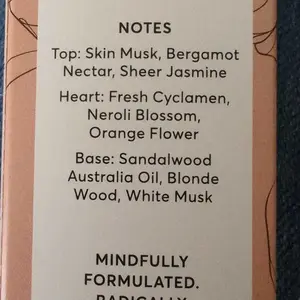 NOTES
Top: Skin Musk, Bergamot
Nectar, Sheer Jasmine
Heart: Fresh Cyclamen,
Neroli Blossom,
Orange Flower
Base: Sandalwood
Australia Oil, Blonde
Wood, White Musk
MINDFULLY
FORMULATED.
RADICALLY